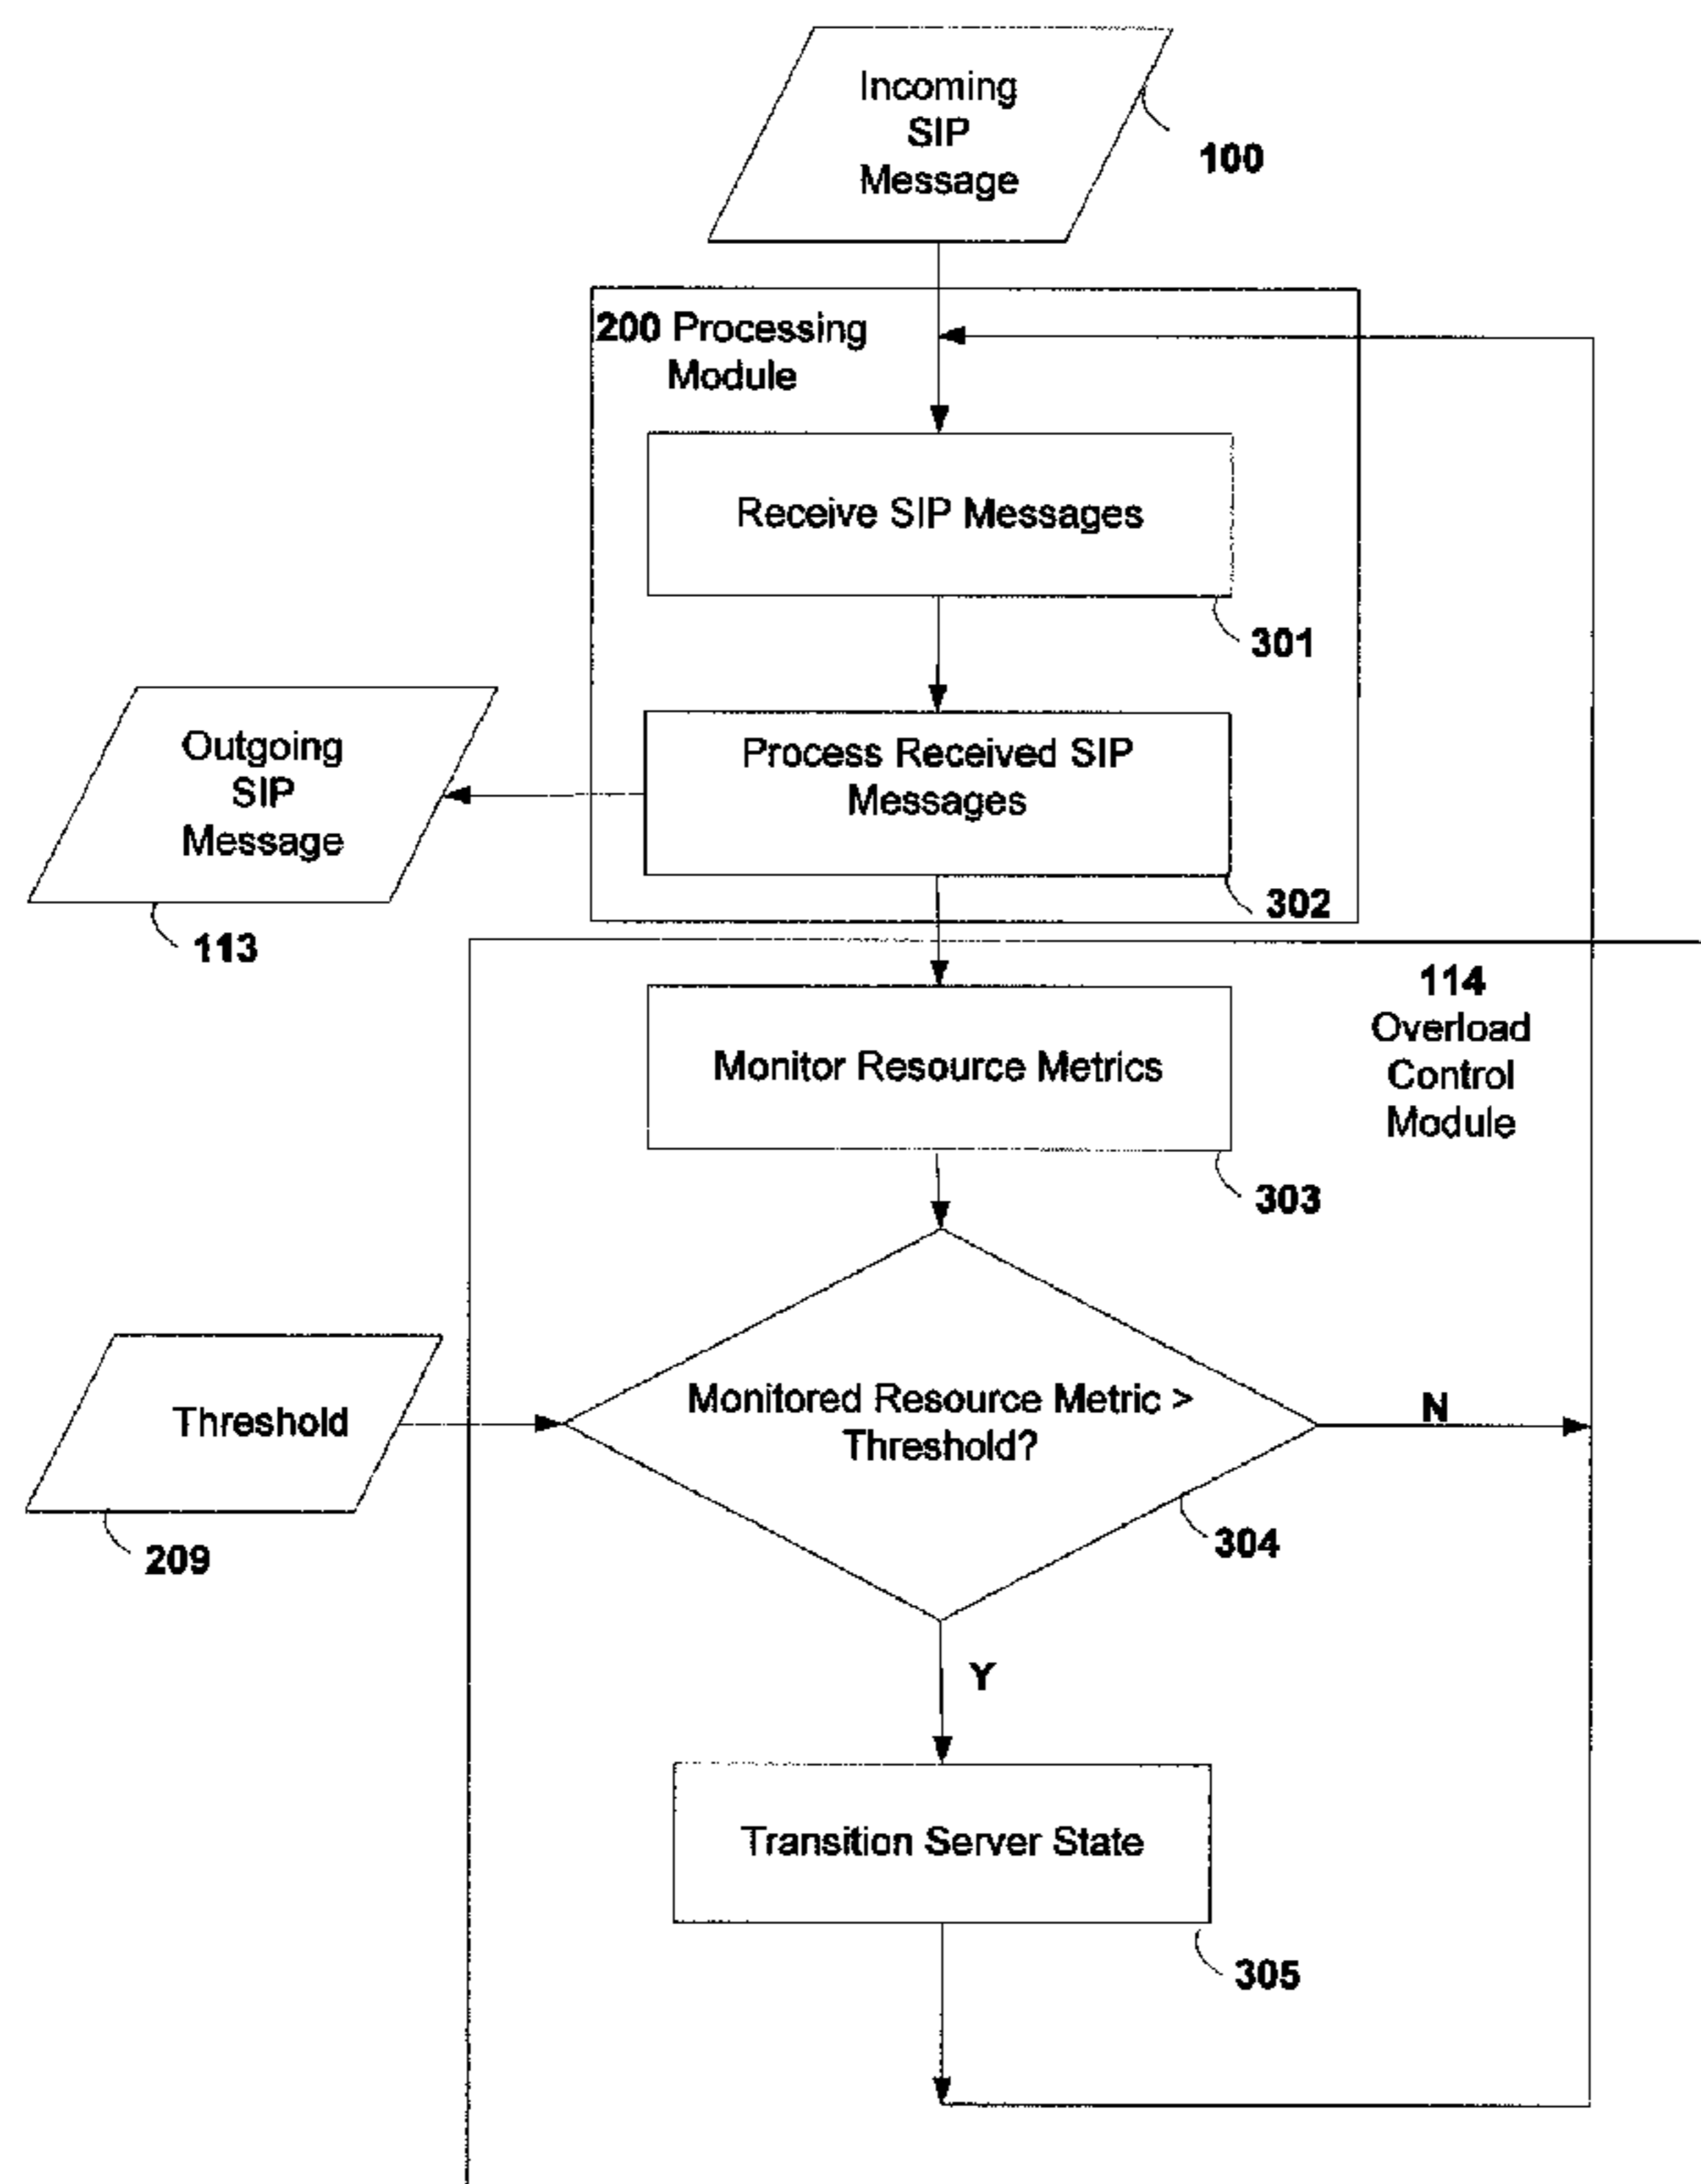 Incoming
SIP
Message
100
200 Processing
Module
Receive SIP Messages
301
Process Received SIP
Messages
302
Outgoing
SIP
Message
113
114
Overload
Control
Module
Monitor Resource Metrics
303
Monitored Resource Metric >
Threshold?
N
304
Threshold
209
Y
Transition Server State
305